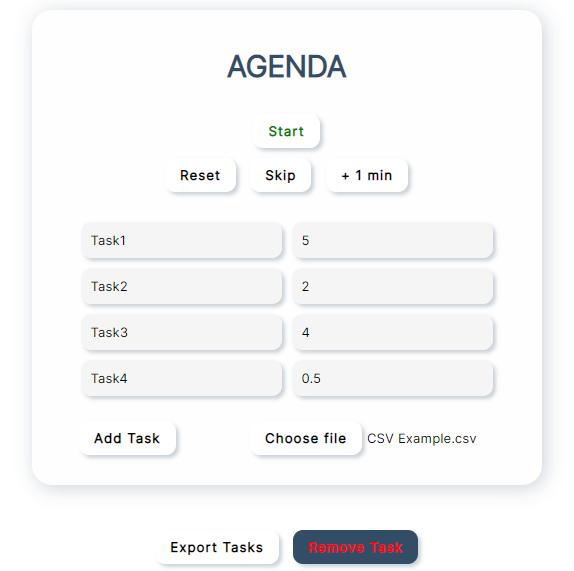 AGENDA
Start
Reset Skip + 1 min
Task1 5
Task2 2
Task3 4
Task4 0.5
Add Task Choose file CSV Example.csv
Export Tasks Remove Task